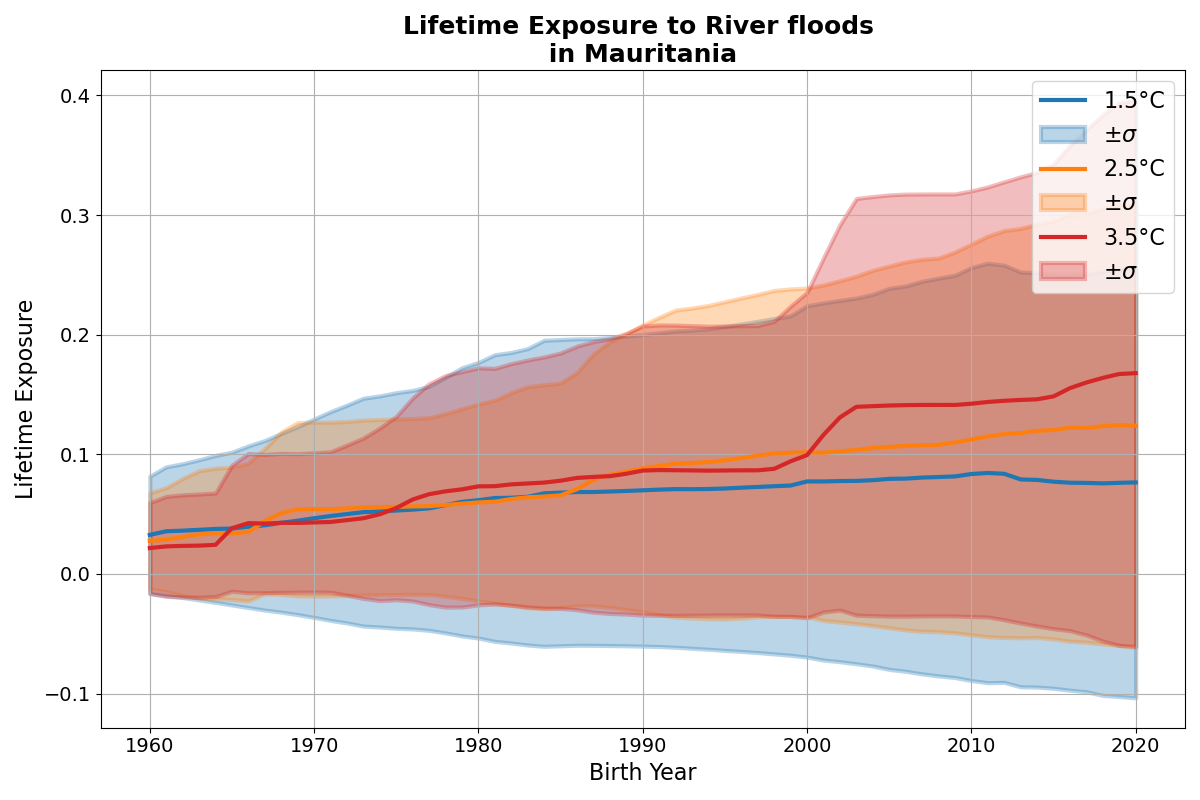 Lifetime Exposure to River floods
in Mauritania
Lifetime Exposure
0.4
0.3
0.2
0.1
0.0
−0.1
1960
1970
1980
1990
2000
2010
2020
Birth Year
1.5°C
±σ
2.5°C
±σ
3.5°C
±σ